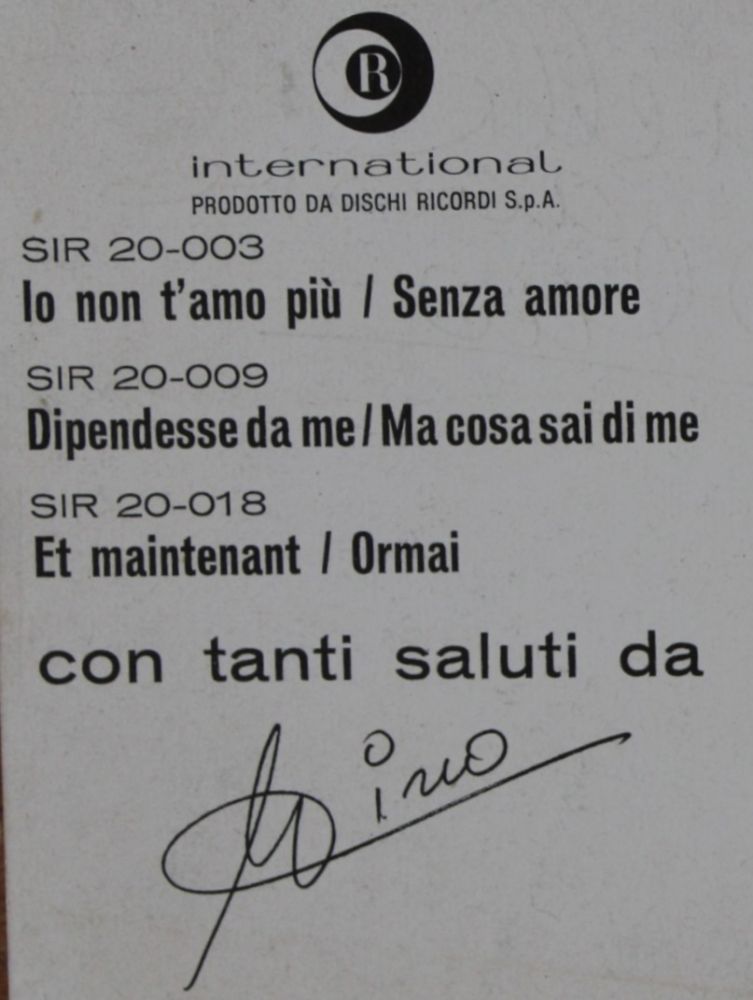 R
international
PRODOTTO DA DISCHI RICORDI S.p.A.
SIR 20-003
Io non t'amo più / Senza amore
SIR 20-009
Dipendesse da me/Ma cosa sai di me
SIR 20-018
Et maintenant / Ormai
con tanti saluti da
Mino